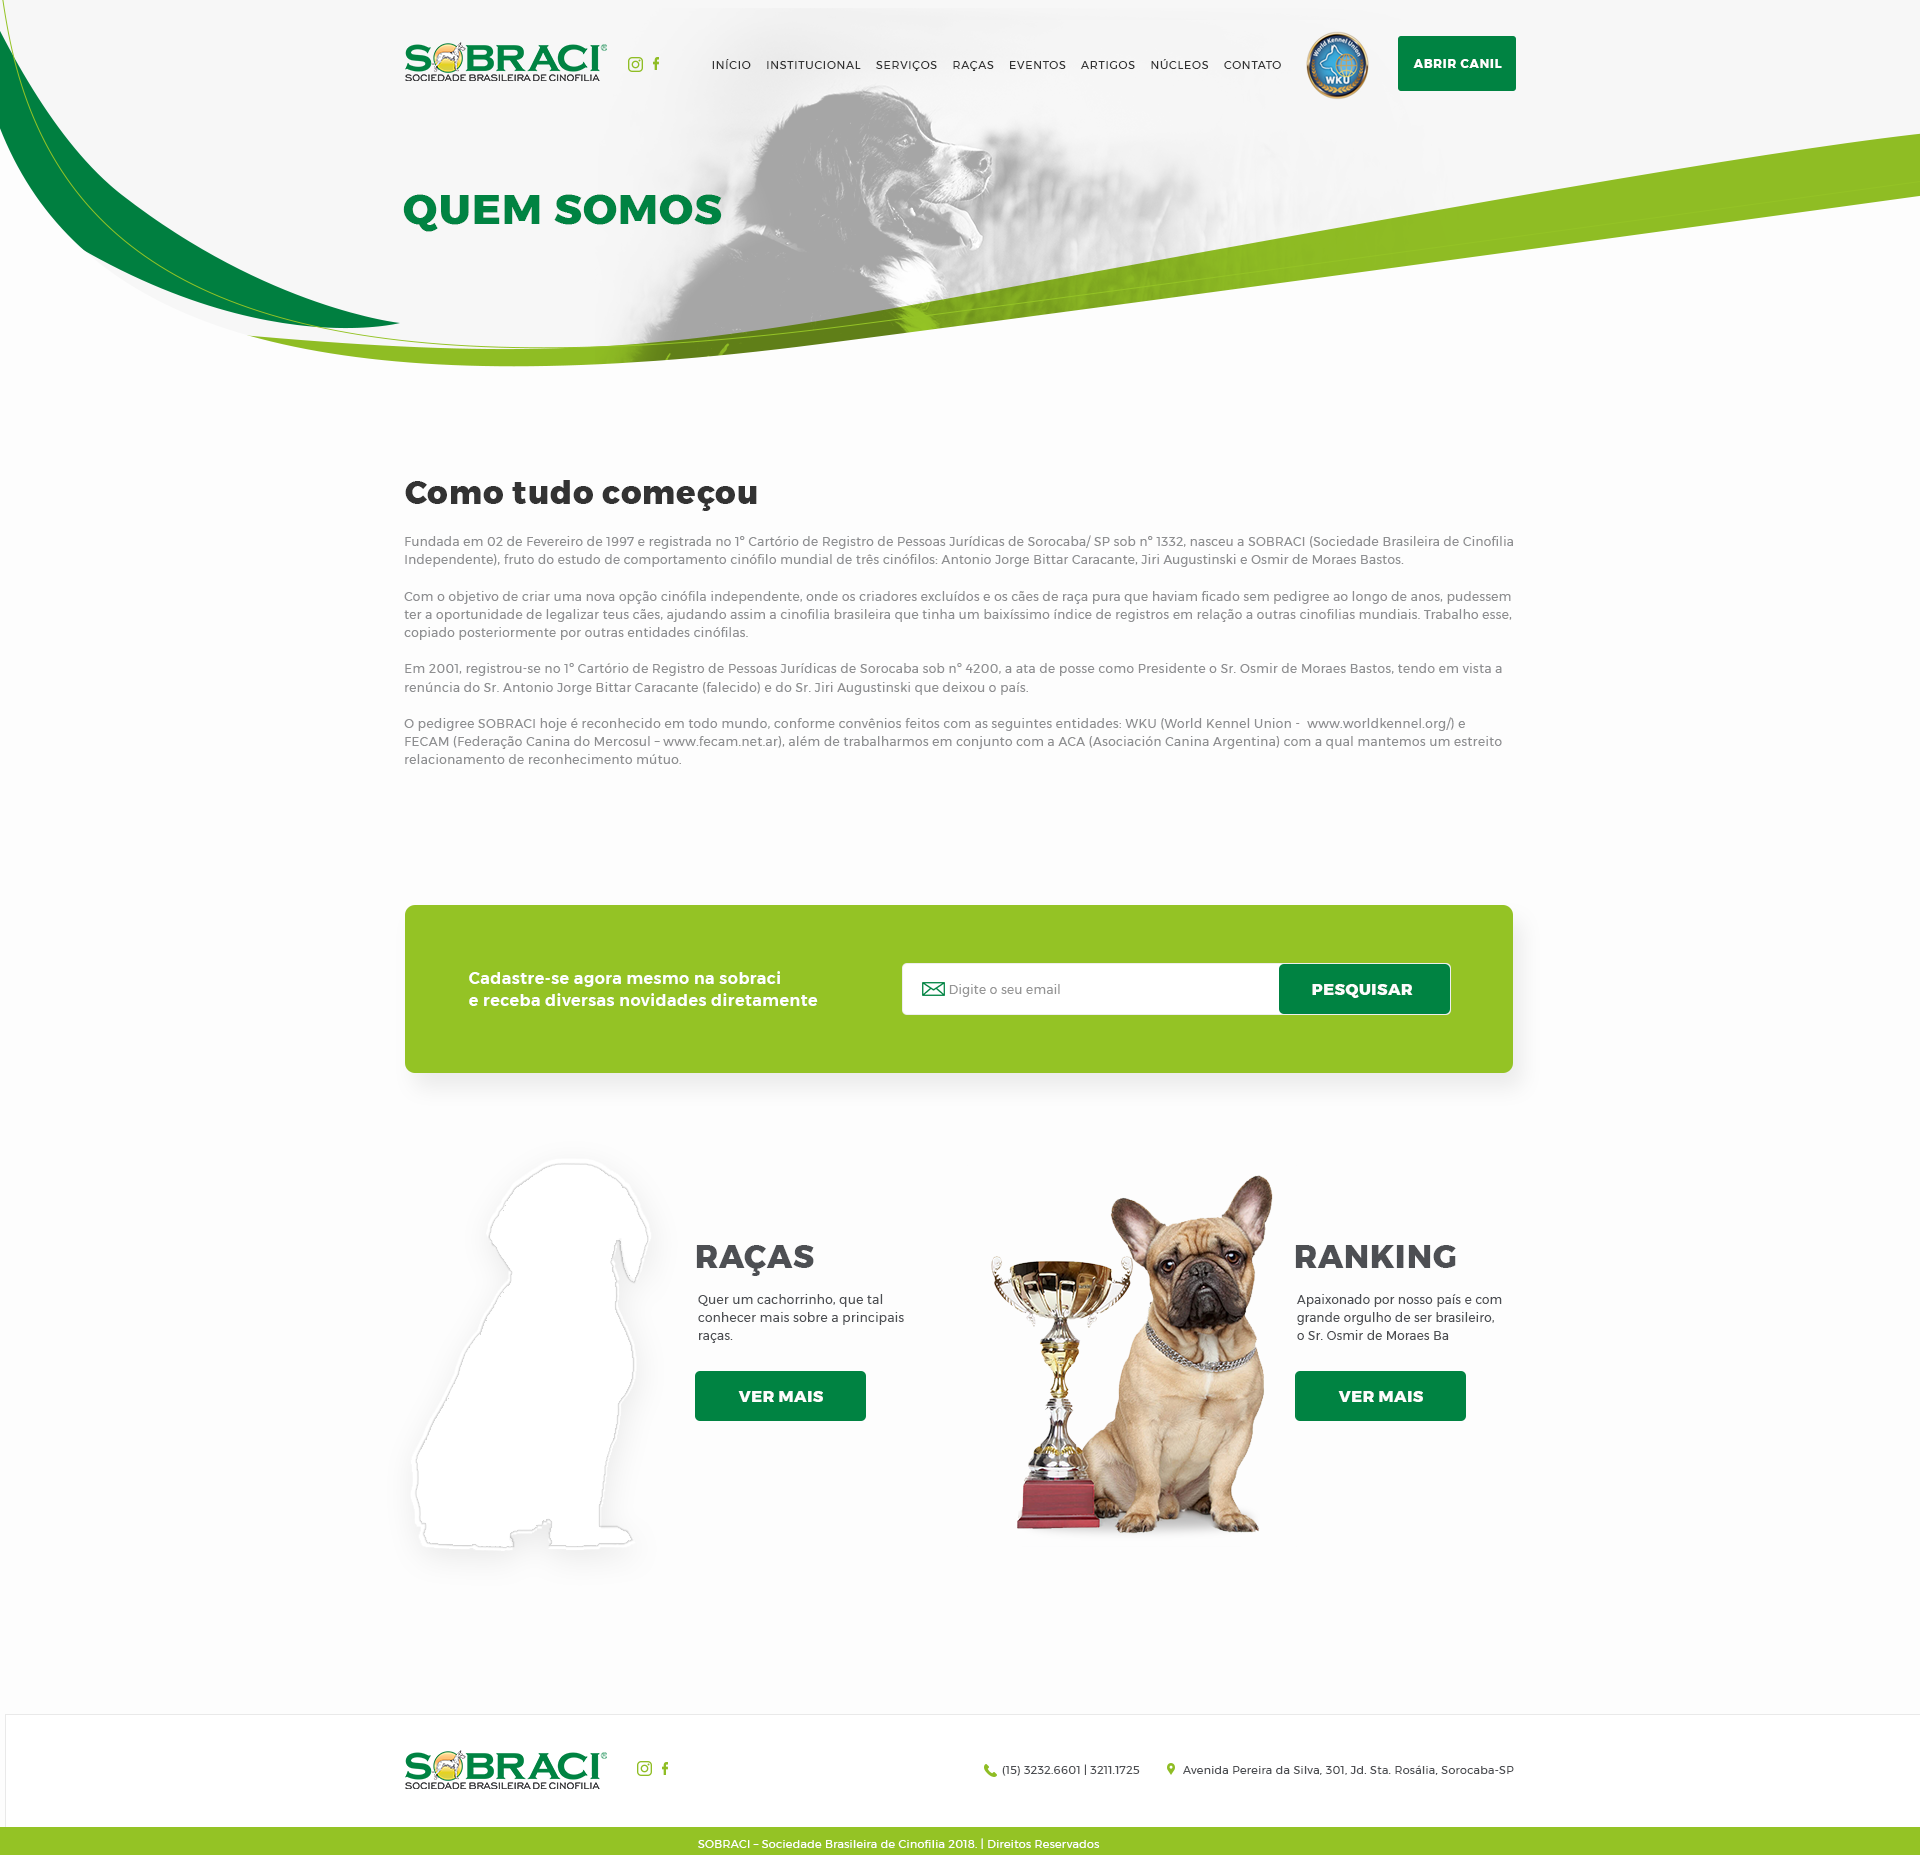 SOBRACI®
SOCIEDADE BRASILEIRA DE CINOFILIA
INÍCIO INSTITUCIONAL SERVIÇOS RAÇAS EVENTOS ARTIGOS NÚCLEOS CONTATO
World Kennel Union
WKU
ABRIR CANIL
QUEM SOMOS
Como tudo começou
Fundada em 02 de Fevereiro de 1997 e registrada no 1º Cartório de Registro de Pessoas Jurídicas de Sorocaba/ SP sob nº 1332, nasceu a SOBRACI (Sociedade Brasileira de Cinofilia
Independente), fruto do estudo de comportamento cinófilo mundial de três cinófilos: Antonio Jorge Bittar Caracante, Jiri Augustinski e Osmir de Moraes Bastos.
Com o objetivo de criar uma nova opção cinófila independente, onde os criadores excluídos e os cães de raça pura que haviam ficado sem pedigree ao longo de anos, pudessem
ter a oportunidade de legalizar teus cães, ajudando assim a cinofilia brasileira que tinha um baixíssimo índice de registros em relação a outras cinofilias mundiais. Trabalho esse,
copiado posteriormente por outras entidades cinófilas.
Em 2001, registrou-se no 1º Cartório de Registro de Pessoas Jurídicas de Sorocaba sob nº 4200, a ata de posse como Presidente o Sr. Osmir de Moraes Bastos, tendo em vista a
renúncia do Sr. Antonio Jorge Bittar Caracante (falecido) e do Sr. Jiri Augustinski que deixou o país.
O pedigree SOBRACI hoje é reconhecido em todo mundo, conforme convênios feitos com as seguintes entidades: WKU (World Kennel Union - www.worldkennel.org/) e
FECAM (Federação Canina do Mercosul – www.fecam.net.ar), além de trabalharmos em conjunto com a ACA (Asociación Canina Argentina) com a qual mantemos um estreito
relacionamento de reconhecimento mútuo.
Cadastre-se agora mesmo na sobraci
e receba diversas novidades diretamente
Digite o seu email
PESQUISAR
RAÇAS
Quer um cachorrinho, que tal
conhecer mais sobre a principais
raças.
VER MAIS
RANKING
Apaixonado por nosso país e com
grande orgulho de ser brasileiro,
o Sr. Osmir de Moraes Ba
VER MAIS
SOBRACI®
SOCIEDADE BRASILEIRA DE CINOFILIA
(15) 3232.6601 | 3211.1725
Avenida Pereira da Silva, 301, Jd. Sta. Rosália, Sorocaba-SP
SOBRACI – Sociedade Brasileira de Cinofilia 2018. | Direitos Reservados